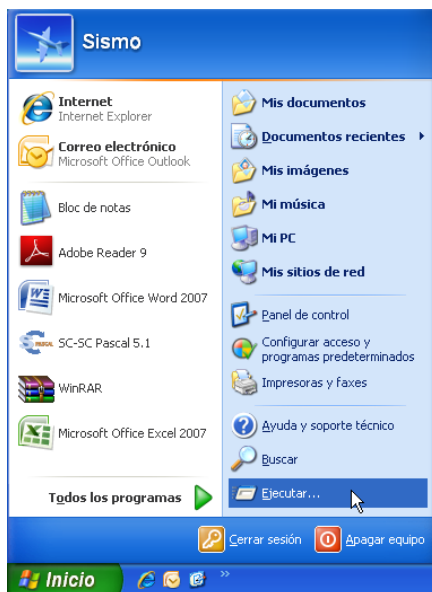 Sismo
Internet
Internet Explorer
Correo electrónico
Microsoft Office Outlook
Bloc de notas
Adobe Reader 9
Microsoft Office Word 2007
SC-SC Pascal 5.1
WinRAR
Microsoft Office Excel 2007
Todos los programas
Mis documentos
Documentos recientes
Mis imágenes
Mi música
Mi PC
Mis sitios de red
Panel de control
Configurar acceso y
programas predeterminados
Impresoras y faxes
Ayuda y soporte técnico
Buscar
Ejecutar...
Cerrar sesión
Apagar equipo
Inicio